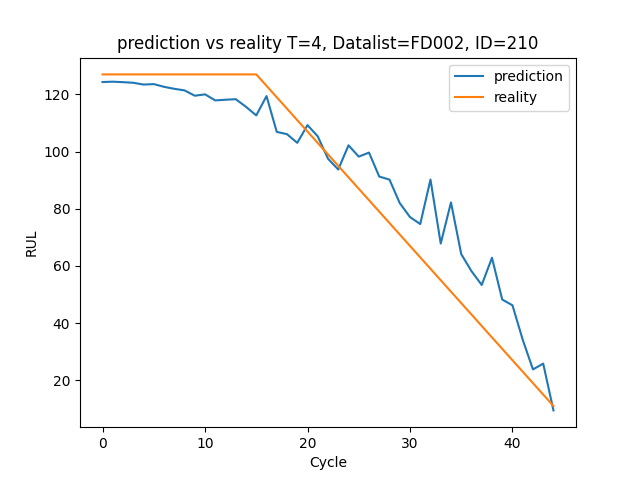 prediction vs reality T=4, Datalist=FD002, ID=210
prediction
reality
RUL
120
100
80
60
40
20
0 10 20 30 40
Cycle